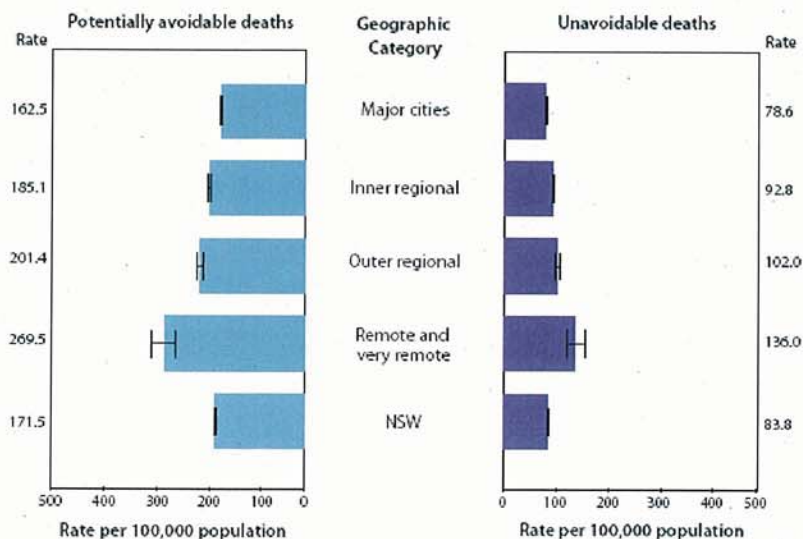 Potentially avoidable deaths
Geographic
Category
Unavoidable deaths
Rate
Rate
162.5
Major cities
78.6
185.1
Inner regional
92.8
201.4
Outer regional
102.0
269.5
Remote and
very remote
136.0
171.5
NSW
83.8
500 400 300 200 100 0
0 100 200 300 400 500
Rate per 100,000 population
Rate per 100,000 population